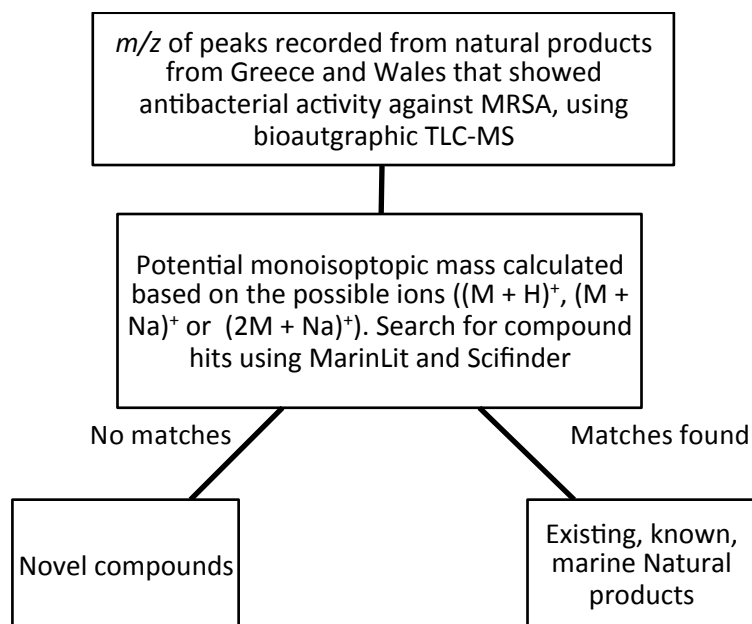 m/z of peaks recorded from natural products
from Greece and Wales that showed
antibacterial activity against MRSA, using
bioautgraphic TLC-MS
Potential monoisoptopic mass calculated
based on the possible ions ((M + H)⁺, (M +
Na)⁺ or (2M + Na)⁺). Search for compound
hits using MarinLit and Scifinder
No matches
Matches found
Novel compounds
Existing, known,
marine Natural
products